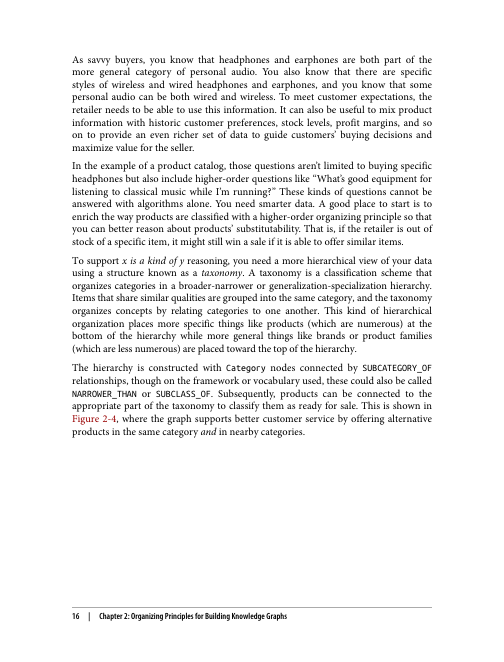 As savvy buyers, you know that headphones and earphones are both part of the
more general category of personal audio. You also know that there are specific
styles of wireless and wired headphones and earphones, and you know that some
personal audio can be both wired and wireless. To meet customer expectations, the
retailer needs to be able to use this information. It can also be useful to mix product
information with historic customer preferences, stock levels, profit margins, and so
on to provide an even richer set of data to guide customers' buying decisions and
maximize value for the seller.
In the example of a product catalog, those questions aren't limited to buying specific
headphones but also include higher-order questions like “What's good equipment for
listening to classical music while I'm running?” These kinds of questions cannot be
answered with algorithms alone. You need smarter data. A good place to start is to
enrich the way products are classified with a higher-order organizing principle so that
you can better reason about products' substitutability. That is, if the retailer is out of
stock of a specific item, it might still win a sale if it is able to offer similar items.
To support x is a kind of y reasoning, you need a more hierarchical view of your data
using a structure known as a taxonomy. A taxonomy is a classification scheme that
organizes categories in a broader-narrower or generalization-specialization hierarchy.
Items that share similar qualities are grouped into the same category, and the taxonomy
organizes concepts by relating categories to one another. This kind of hierarchical
organization places more specific things like products (which are numerous) at the
bottom of the hierarchy while more general things like brands or product families
(which are less numerous) are placed toward the top of the hierarchy.
The hierarchy is constructed with Category nodes connected by SUBCATEGORY_OF
relationships, though on the framework or vocabulary used, these could also be called
NARROWER_THAN or SUBCLASS_OF. Subsequently, products can be connected to the
appropriate part of the taxonomy to classify them as ready for sale. This is shown in
Figure 2-4, where the graph supports better customer service by offering alternative
products in the same category and in nearby categories.
16 | Chapter 2: Organizing Principles for Building Knowledge Graphs